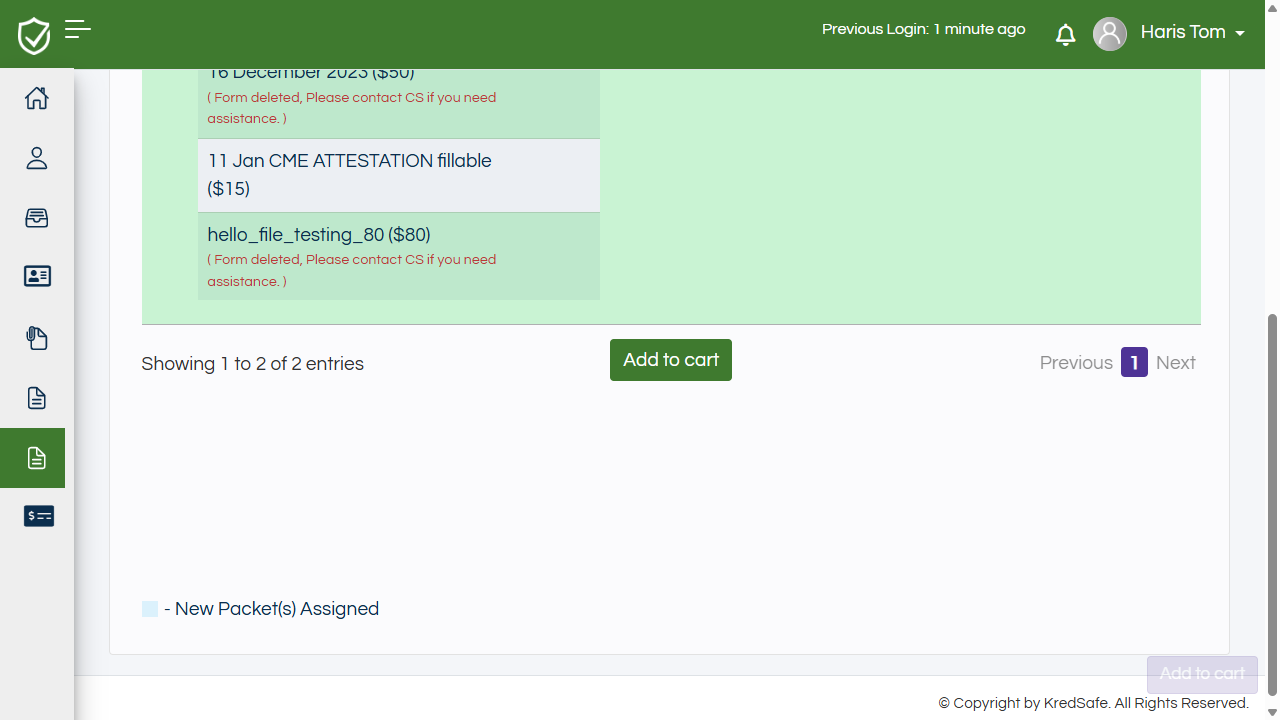 Previous Login: 1 minute ago
Haris Tom
16 December 2023 ($50)
( Form deleted, Please contact CS if you need
assistance. )
11 Jan CME ATTESTATION fillable
($15)
hello_file_testing_80 ($80)
( Form deleted, Please contact CS if you need
assistance. )
Showing 1 to 2 of 2 entries
Add to cart
Previous 1 Next
- New Packet(s) Assigned
Add to cart
© Copyright by KredSafe. All Rights Reserved.